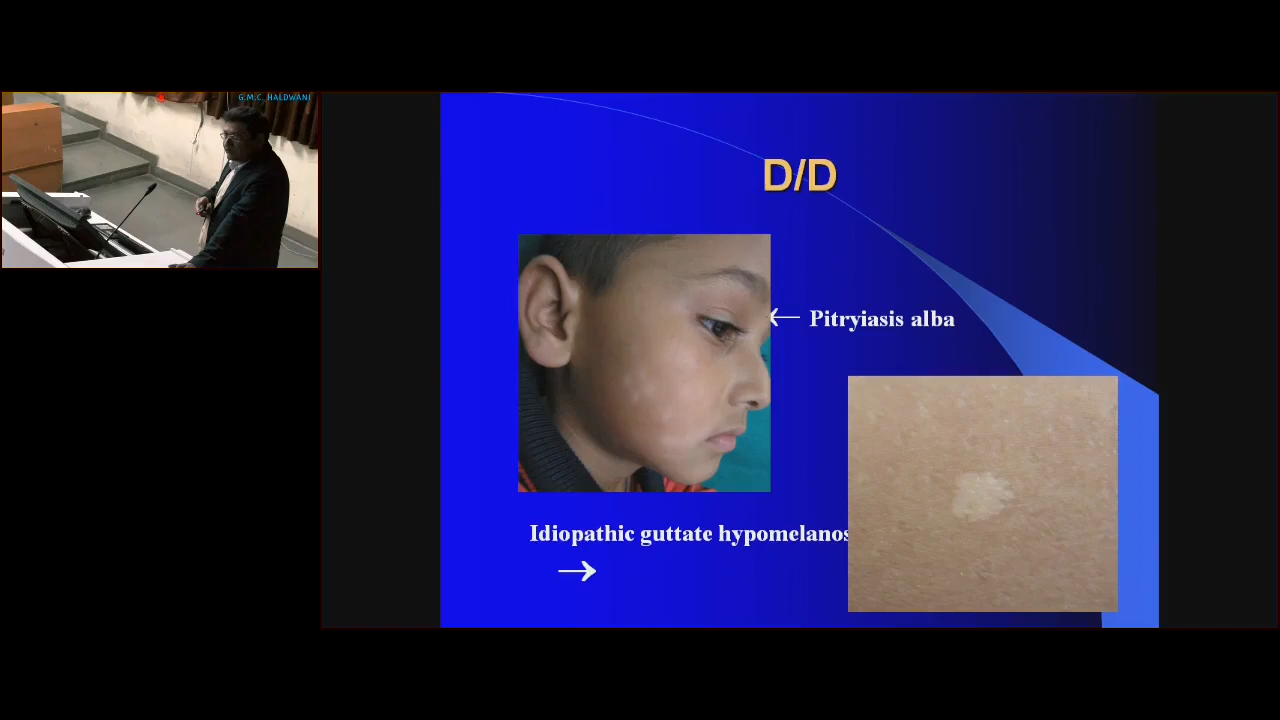 G.M.C. HALDWANI
D/D
← Pitryiasis alba
Idiopathic guttate hypomelanos
→